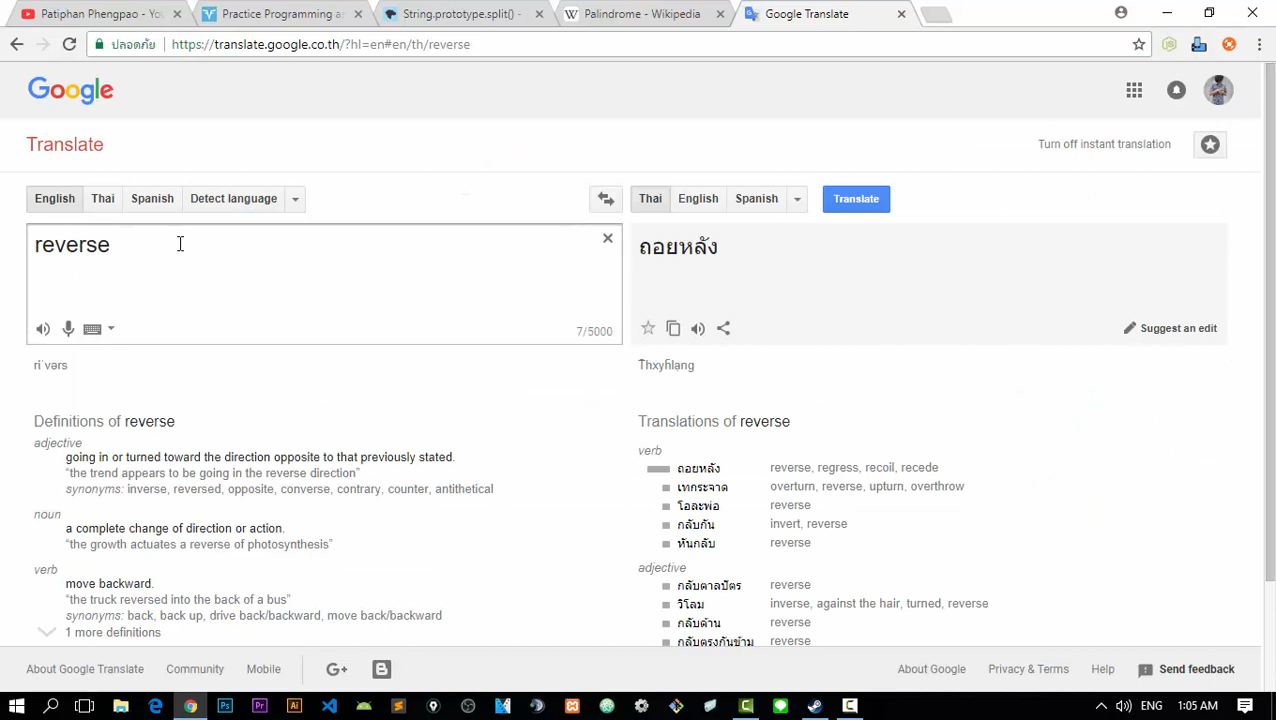 Patiphan Phengpao - Yo
Practice Programming an
String.prototype.split() -
Palindrome - Wikipedia
Google Translate
ปลอดภัย
https://translate.google.co.th/?hl=en#en/th/reverse
Google
Translate
Turn off instant translation
English Thai Spanish Detect language
Thai English Spanish Translate
reverse
ถอยหลัง
7/5000
Suggest an edit
riˈvərs
Definitions of reverse
adjective
going in or turned toward the direction opposite to that previously stated.
“the trend appears to be going in the reverse direction”
synonyms: inverse, reversed, opposite, converse, contrary, counter, antithetical
noun
a complete change of direction or action.
“the growth actuates a reverse of photosynthesis”
verb
move backward.
“the truck reversed into the back of a bus”
synonyms: back, back up, drive back/backward, move back/backward
1 more definitions
Translations of reverse
verb
ถอยหลัง reverse, regress, recoil, recede
เทกระจาด overturn, reverse, upturn, overthrow
โอละพ่อ reverse
กลับกัน invert, reverse
หันกลับ reverse
adjective
กลับตาลปัตร reverse
วิโลม inverse, against the hair, turned, reverse
กลับด้าน reverse
กลับตรงกันข้าม reverse
About Google Translate Community Mobile
About Google Privacy & Terms Help Send feedback
ENG 1:05 AM